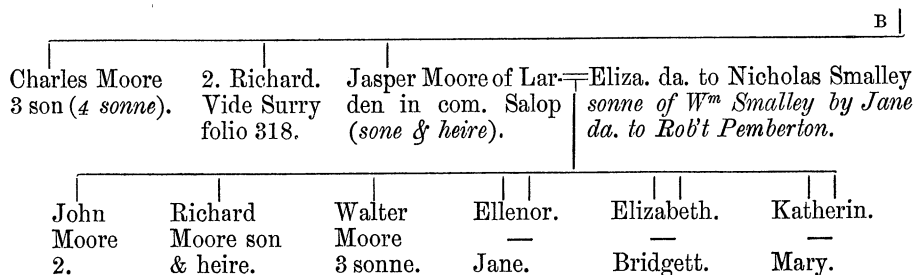 B
Charles Moore
3 son (4 sonne).
2. Richard.
Vide Surry
folio 318.
Jasper Moore of Lar-
den in com. Salop
(sone & heire).
Eliza. da. to Nicholas Smalley
sonne of Wm Smalley by Jane
da. to Rob't Pemberton.
John
Moore
2.
Richard
Moore son
& heire.
Walter
Moore
3 sonne.
Ellenor.
—
Jane.
Elizabeth.
—
Bridgett.
Katherin.
—
Mary.